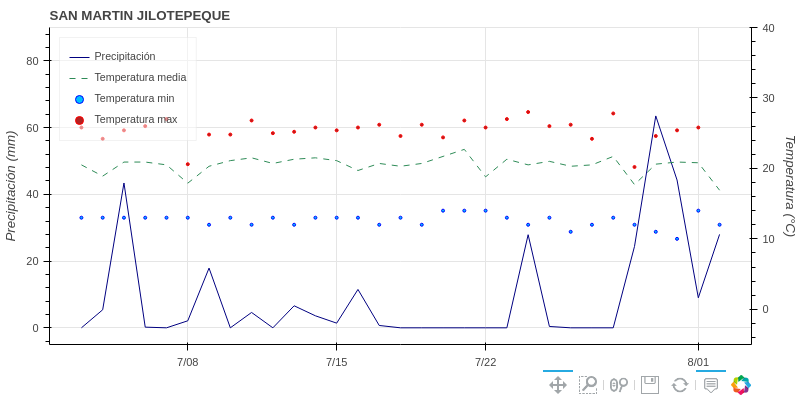 SAN MARTIN JILOTEPEQUE
Precipitación
Temperatura media
Temperatura min
Temperatura max
Precipitación (mm)
80
60
40
20
0
Temperatura (°C)
40
30
20
10
0
7/08
7/15
7/22
8/01